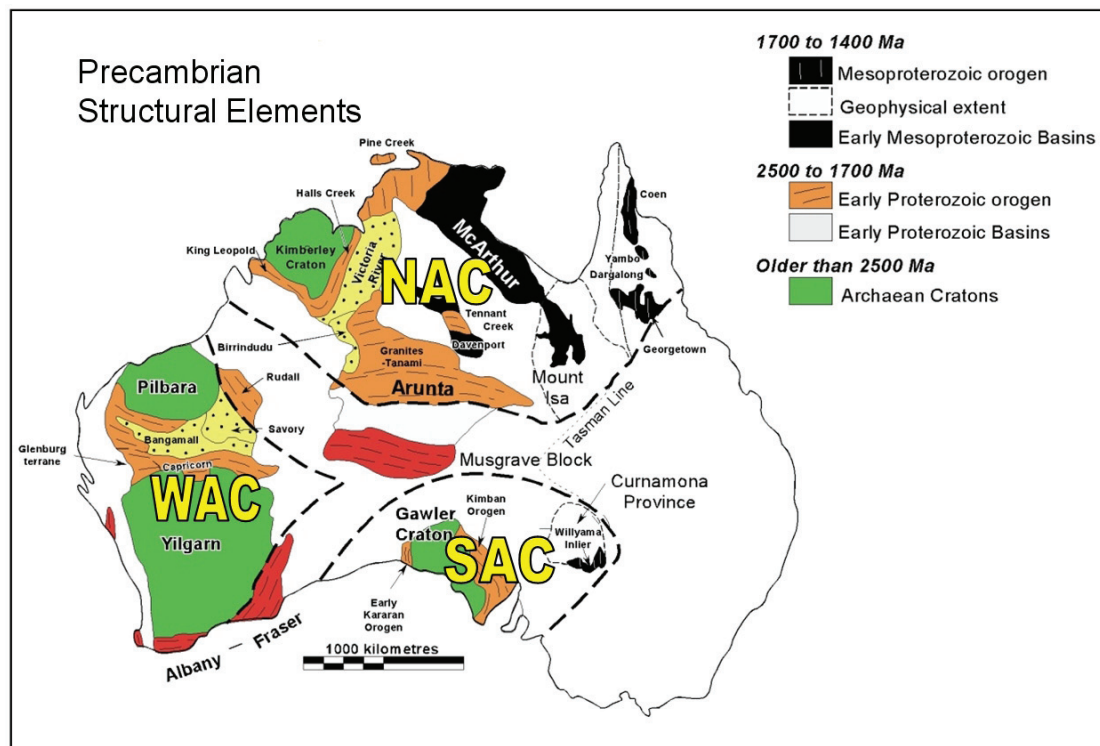 Precambrian
Structural Elements
1700 to 1400 Ma
Mesoproterozoic orogen
Geophysical extent
Early Mesoproterozoic Basins
2500 to 1700 Ma
Early Proterozoic orogen
Early Proterozoic Basins
Older than 2500 Ma
Archaean Cratons
Pine Creek
Halls Creek
King Leopold
Kimberley
Craton
Victoria
River
McArthur
NAC
Coen
Yambo
Dargalong
Georgetown
Tennant
Creek
Davenport
Birrindudu
Granites
-Tanami
Arunta
Mount
Isa
Tasman Line
Pilbara
Rudall
Bangamall
Savory
Glenburg
terrane
Capricorn
WAC
Yilgarn
Musgrave Block
Curnamona
Province
Kimban
Orogen
Gawler
Craton
Willyama
Inlier
SAC
Early
Kararan
Orogen
Albany — Fraser
1000 kilometres